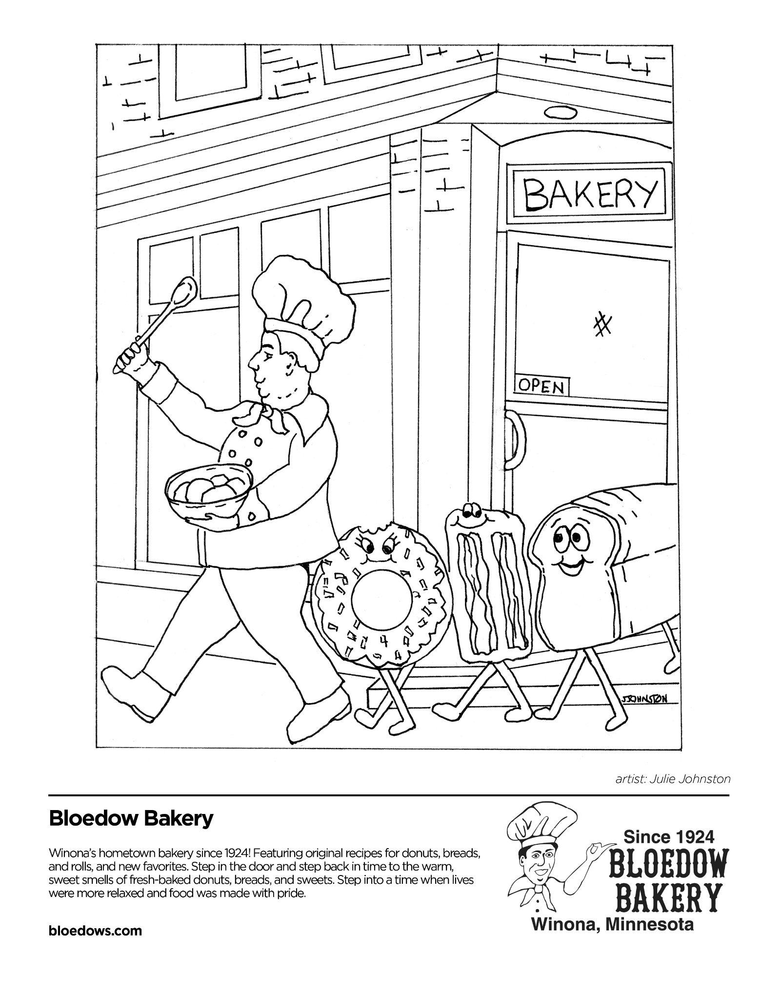 BAKERY
OPEN
JJOHNSTON
artist: Julie Johnston
Bloedow Bakery
Winona's hometown bakery since 1924! Featuring original recipes for donuts, breads,
and rolls, and new favorites. Step in the door and step back in time to the warm,
sweet smells of fresh-baked donuts, breads, and sweets. Step into a time when lives
were more relaxed and food was made with pride.
bloedows.com
Since 1924
BLOEDOW
BAKERY
Winona, Minnesota